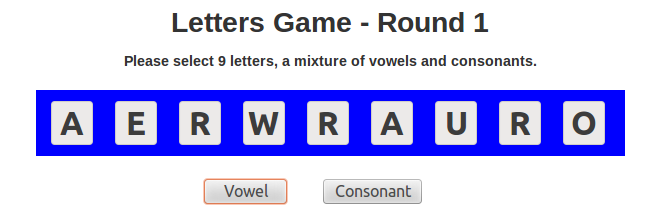 Letters Game - Round 1
Please select 9 letters, a mixture of vowels and consonants.
A E R W R A U R O
Vowel Consonant